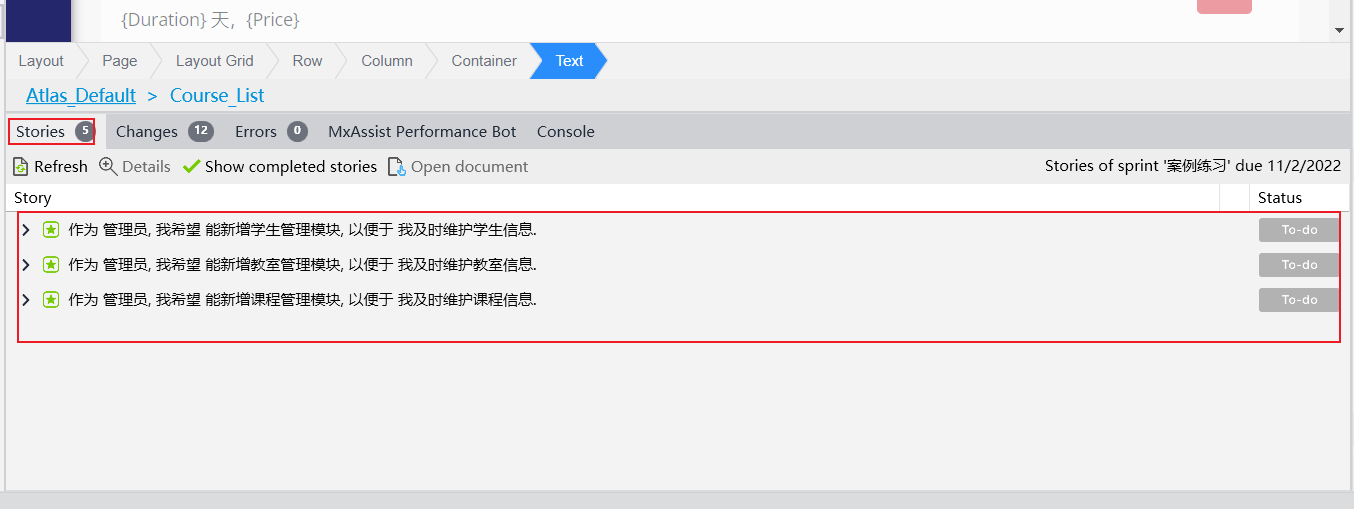 {Duration} 天，{Price}
Layout Page Layout Grid Row Column Container Text
Atlas_Default > Course_List
Stories 5 Changes 12 Errors 0 MxAssist Performance Bot Console
Refresh Details Show completed stories Open document Stories of sprint '案例练习' due 11/2/2022
Story Status
作为 管理员, 我希望 能新增学生管理模块, 以便于 我及时维护学生信息. To-do
作为 管理员, 我希望 能新增教室管理模块, 以便于 我及时维护教室信息. To-do
作为 管理员, 我希望 能新增课程管理模块, 以便于 我及时维护课程信息. To-do